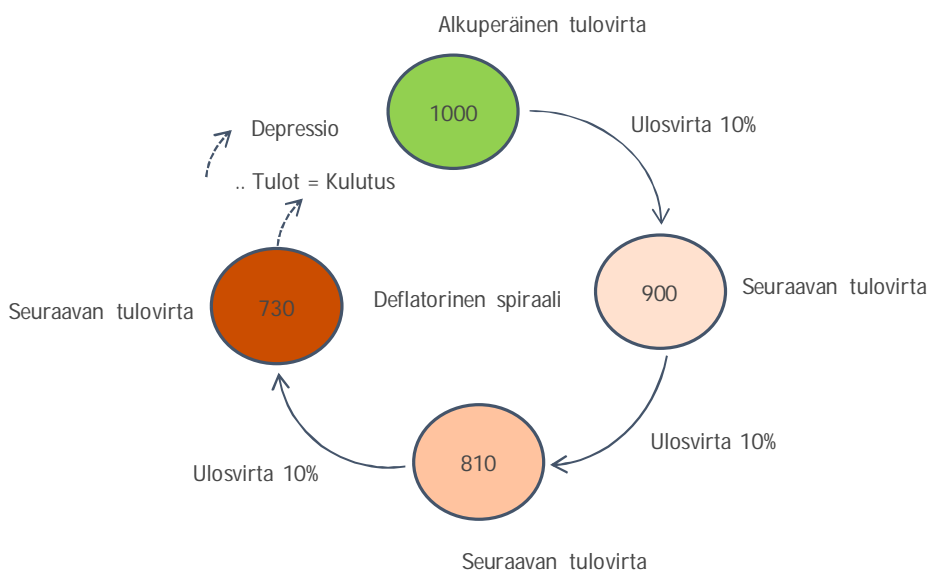 Alkuperäinen tulovirta
1000
Ulosvirta 10%
Depressio
.. Tulot = Kulutus
900
Seuraavan tulovirta
Deflatorinen spiraali
730
Seuraavan tulovirta
Ulosvirta 10%
810
Ulosvirta 10%
Seuraavan tulovirta